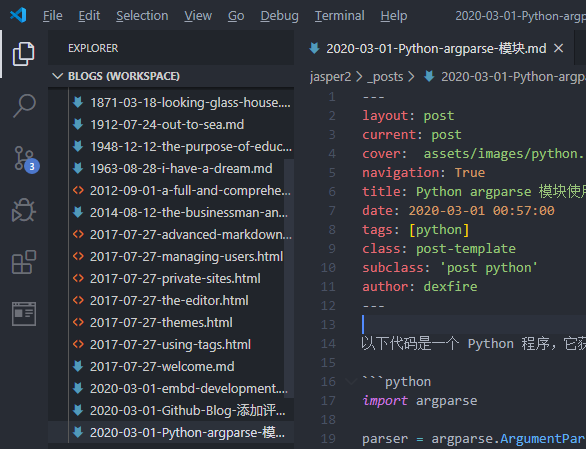 File Edit Selection View Go Debug Jasper Terminal Help 2020-03-01-Python-argparse
EXPLORER
BLOGS (WORKSPACE)
1871-03-18-looking-glass-house....
1912-07-24-out-to-sea.md
1948-12-12-the-purpose-of-educ...
1963-08-28-i-have-a-dream.md
2012-09-01-a-full-and-comprehe...
2014-08-12-the-businessman-an...
2017-07-27-advanced-markdown...
2017-07-27-managing-users.html
2017-07-27-private-sites.html
2017-07-27-the-editor.html
2017-07-27-themes.html
2017-07-27-using-tags.html
2017-07-27-welcome.md
2020-03-01-embd-development....
2020-03-01-Github-Blog-添加评...
2020-03-01-Python-argparse-模...
3
2020-03-01-Python-argparse-模块.md
jasper2 > _posts > 2020-03-01-Python-argpa
1 ---
2 layout: post
3 current: post
4 cover:  assets/images/python.
5 navigation: True
6 title: Python argparse 模块使用
7 date: 2020-03-01 00:57:00
8 tags: [python]
9 class: post-template
10 subclass: 'post python'
11 author: dexfire
12 ---
13
14 以下代码是一个 Python 程序，它获
15
16 ```python
17 import argparse
18
19 parser = argparse.ArgumentPar